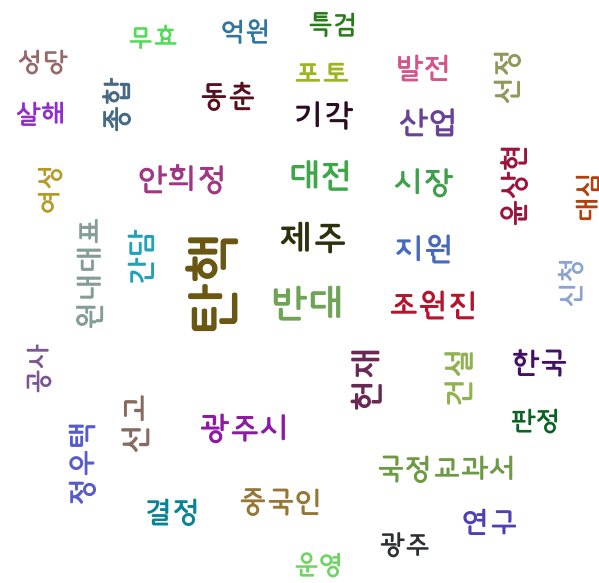 특검
무효
억원
성당
포토
발전
선정
종합
동춘
살해
기각
산업
안희정
대전
시장
여성
윤상현
대심
제주
지원
간담
원내대표
탄핵
반대
조원진
신청
공사
헌재
건설
한국
선고
광주시
판정
정우택
국정교과서
결정
중국인
연구
광주
운영